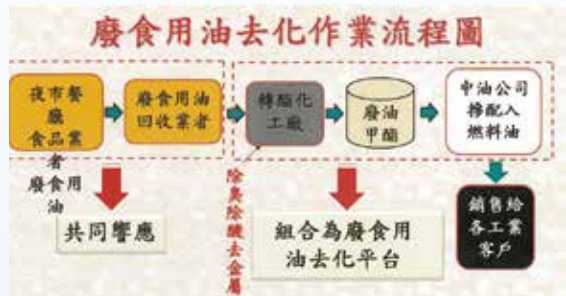 廢食用油去化作業流程圖
夜市餐
廳
食品業
者
廢食用
油
廢食用油
回收業者
轉酯化
工廠
廢油
甲酯
中油公司
摻配入
燃料油
除臭除酸去金屬
共同響應
組合為廢食用
油去化平台
銷售給
各工業
客戶